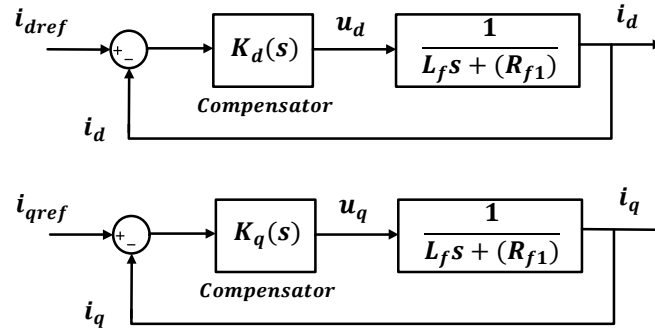 i_dref
+
−
K_d(s)
Compensator
u_d
1
L_f s + (R_f1)
i_d
i_d
i_qref
+
−
K_q(s)
Compensator
u_q
1
L_f s + (R_f1)
i_q
i_q